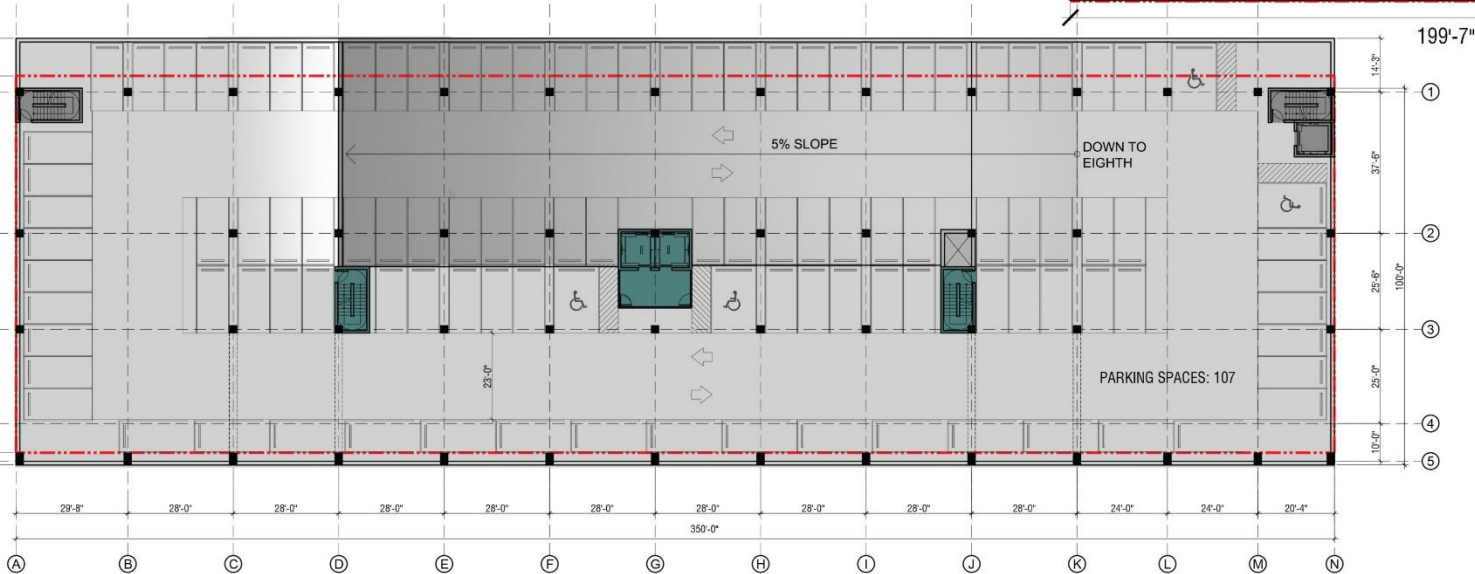 199'-7"
14'-3"
1
5% SLOPE
DOWN TO
EIGHTH
37'-6"
2
25'-6"
100'-0"
3
23'-0"
PARKING SPACES: 107
25'-0"
4
10'-0"
5
29'-8"
28'-0"
28'-0"
28'-0"
28'-0"
28'-0"
28'-0"
28'-0"
28'-0"
28'-0"
24'-0"
24'-0"
20'-4"
350'-0"
A
B
C
D
E
F
G
H
I
J
K
L
M
N